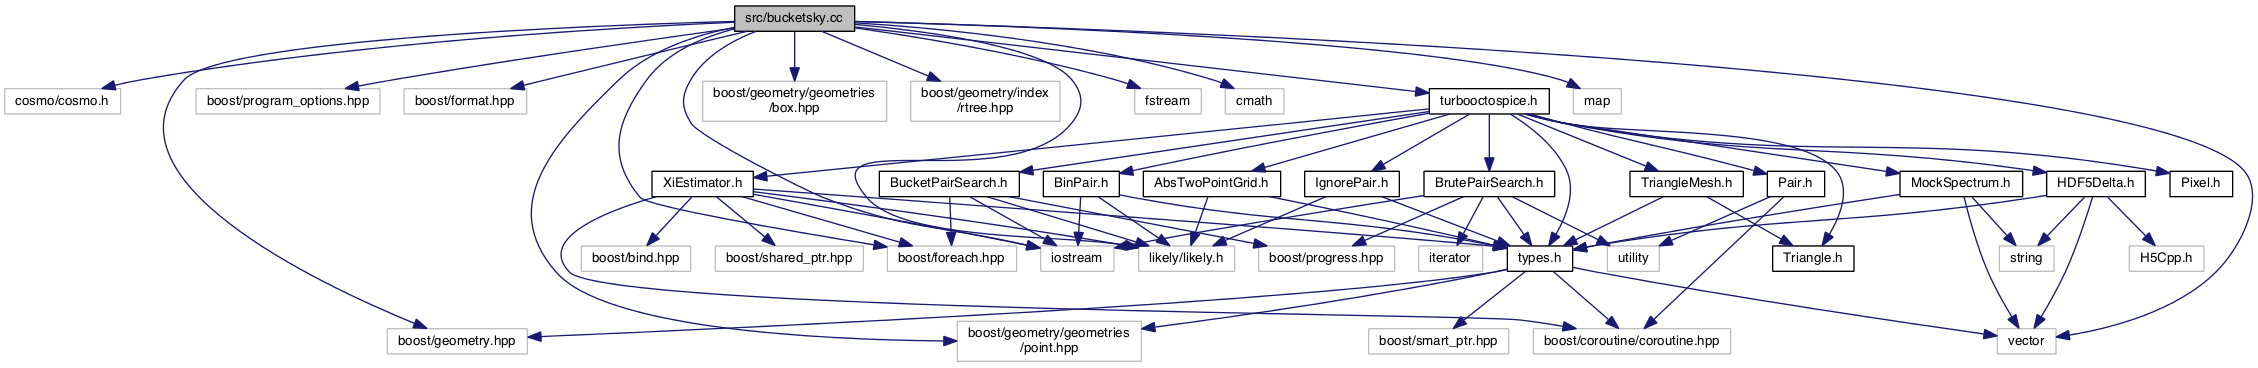 src/bucketsky.cc
cosmo/cosmo.h
boost/program_options.hpp
boost/format.hpp
boost/geometry/geometries
/box.hpp
boost/geometry/index
/rtree.hpp
fstream
cmath
turbooctospice.h
map
XiEstimator.h
BucketPairSearch.h
BinPair.h
AbsTwoPointGrid.h
IgnorePair.h
BrutePairSearch.h
TriangleMesh.h
Pair.h
MockSpectrum.h
HDF5Delta.h
Pixel.h
boost/bind.hpp
boost/shared_ptr.hpp
boost/foreach.hpp
iostream
likely/likely.h
boost/progress.hpp
iterator
types.h
utility
Triangle.h
string
H5Cpp.h
boost/geometry.hpp
boost/geometry/geometries
/point.hpp
boost/smart_ptr.hpp
boost/coroutine/coroutine.hpp
vector